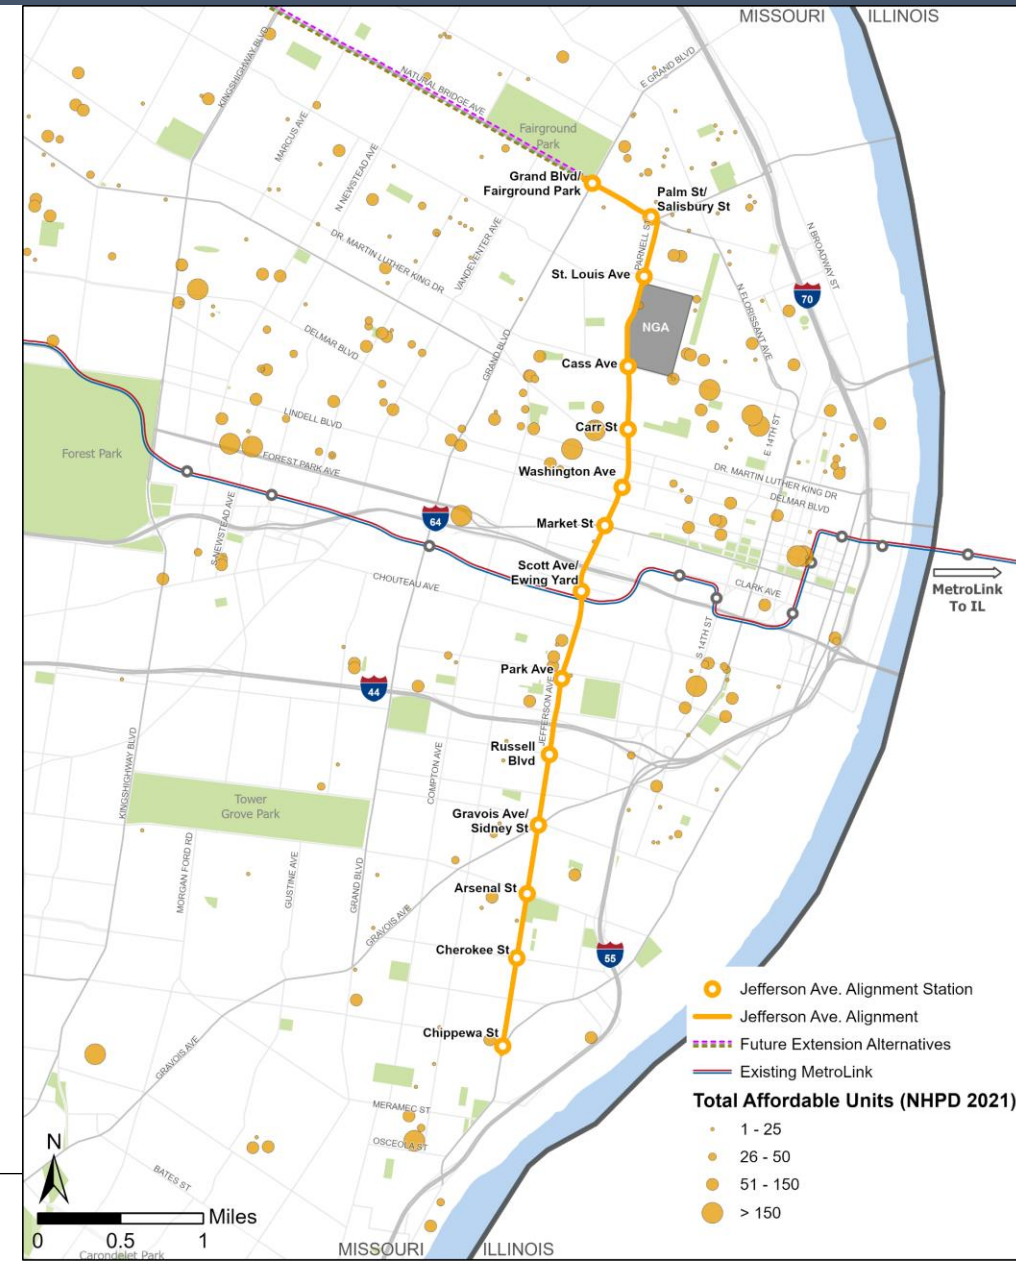 MISSOURI
ILLINOIS
KINGSHIGHWAY BLVD
NATURAL BRIDGE AVE
E GRAND BLVD
MARCUS AVE
Fairground
Park
N NEWSTEAD AVE
Grand Blvd/
Fairground Park
Palm St/
Salisbury St
DR. MARTIN LUTHER KING DR
VANDEVENTER AVE
PARNELL ST
N BROADWAY ST
St. Louis Ave
N FLORISSANT AVE
70
NGA
DELMAR BLVD
GRAND BLVD
Cass Ave
LINDELL BLVD
Carr St
E 14TH ST
Forest Park
FOREST PARK AVE
Washington Ave
DR. MARTIN LUTHER KING DR
DELMAR BLVD
S NEWSTEAD AVE
64
Market St
Scott Ave/
Ewing Yard
CHOUTEAU AVE
CLARK AVE
MetroLink
To IL
S 14TH ST
Park Ave
44
JEFFERSON AVE
KINGSHIGHWAY BLVD
COMPTON AVE
Russell
Blvd
Tower
Grove Park
Gravois Ave/
Sidney St
MORGAN FORD RD
GUSTINE AVE
GRAND BLVD
Arsenal St
GRAVOIS AVE
Cherokee St
55
Chippewa St
GRAVOIS AVE
MERAMEC ST
OSCEOLA ST
BATES ST
Jefferson Ave. Alignment Station
Jefferson Ave. Alignment
Future Extension Alternatives
Existing MetroLink
Total Affordable Units (NHPD 2021)
1 - 25
26 - 50
51 - 150
> 150
N
Miles
0 0.5 1
Carondelet Park
MISSOURI
ILLINOIS